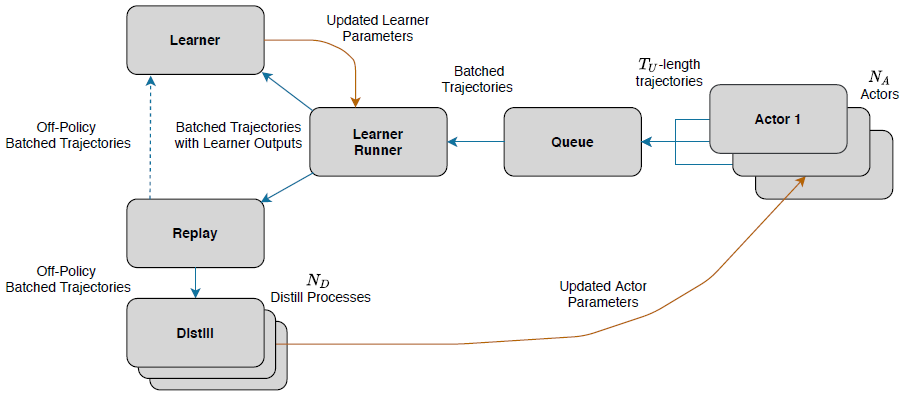 Learner
Updated Learner
Parameters
Batched
Trajectories
T_U-length
trajectories
N_A
Actors
Actor 1
Off-Policy
Batched Trajectories
Batched Trajectories
with Learner Outputs
Learner
Runner
Queue
Replay
Off-Policy
Batched Trajectories
N_D
Distill Processes
Updated Actor
Parameters
Distill